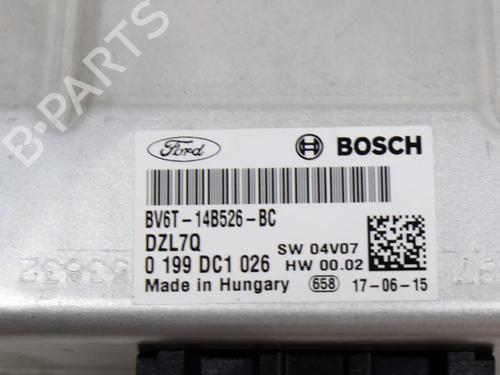 B-PARTS
Ford
BOSCH
BV6T-14B526-BC
DZL7Q
SW 04V07
0 199 DC1 026
HW 00.02
Made in Hungary
658
17-06-15